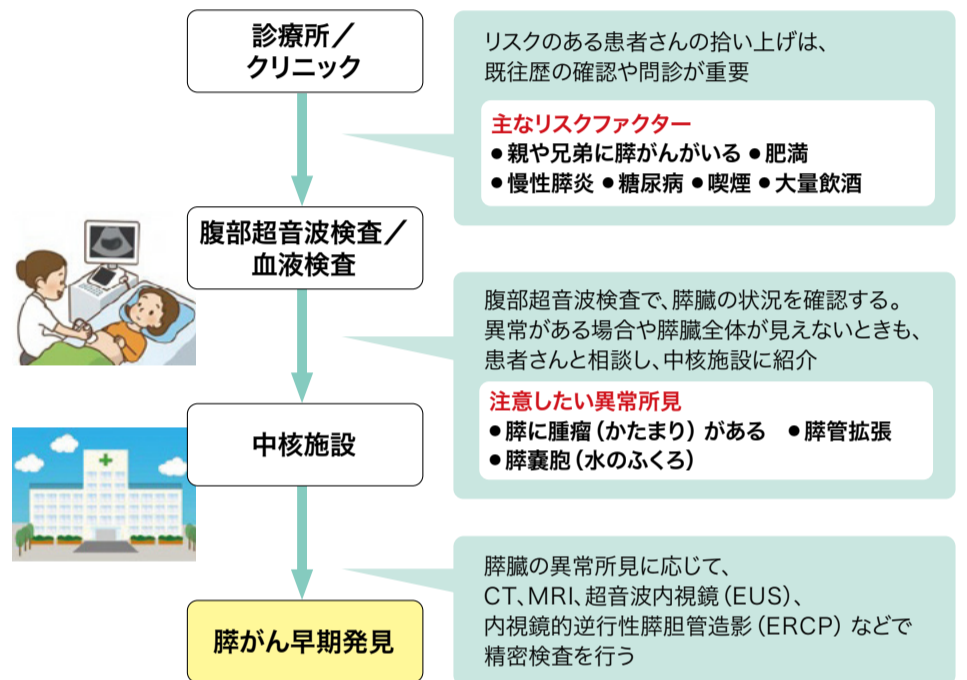 診療所／
クリニック
リスクのある患者さんの拾い上げは、
既往歴の確認や問診が重要
主なリスクファクター
●親や兄弟に膵がんがいる ●肥満
●慢性膵炎 ●糖尿病 ●喫煙 ●大量飲酒
腹部超音波検査／
血液検査
腹部超音波検査で、膵臓の状況を確認する。
異常がある場合や膵臓全体が見えないときも、
患者さんと相談し、中核施設に紹介
注意したい異常所見
●膵に腫瘤（かたまり）がある ●膵管拡張
●膵嚢胞（水のふくろ）
中核施設
膵臓の異常所見に応じて、
CT、MRI、超音波内視鏡（EUS）、
内視鏡的逆行性膵胆管造影（ERCP）などで
精密検査を行う
膵がん早期発見